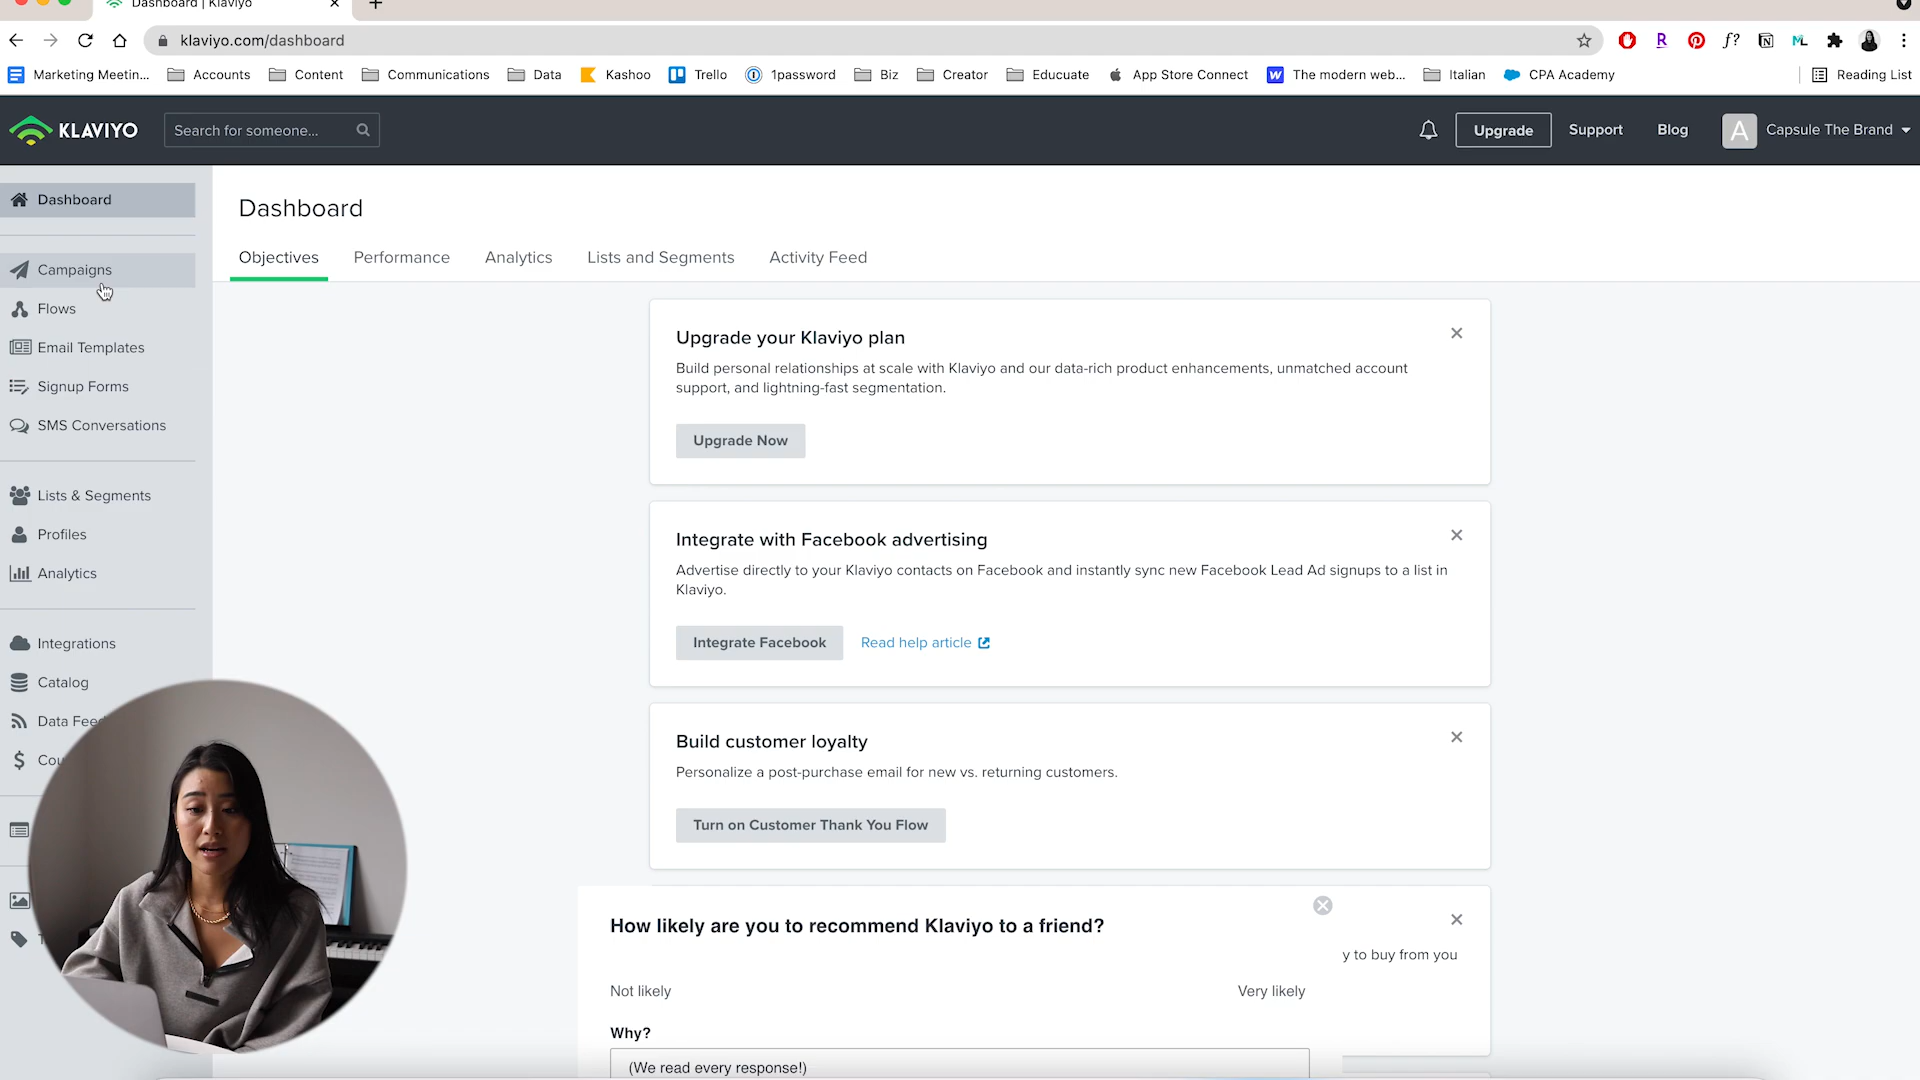 Dashboard | Klaviyo
klaviyo.com/dashboard
f?
ML
Marketing Meetin...
Accounts
Content
Communications
Data
Kashoo
Trello
1password
Biz
Creator
Educuate
App Store Connect
The modern web...
Italian
CPA Academy
Reading List
KLAVIYO
Search for someone...
Upgrade
Support
Blog
A
Capsule The Brand
Dashboard
Campaigns
Flows
Email Templates
Signup Forms
SMS Conversations
Lists & Segments
Profiles
Analytics
Integrations
Catalog
Data Feed
Cou
Dashboard
Objectives
Performance
Analytics
Lists and Segments
Activity Feed
Upgrade your Klaviyo plan
Build personal relationships at scale with Klaviyo and our data-rich product enhancements, unmatched account
support, and lightning-fast segmentation.
Upgrade Now
Integrate with Facebook advertising
Advertise directly to your Klaviyo contacts on Facebook and instantly sync new Facebook Lead Ad signups to a list in
Klaviyo.
Integrate Facebook
Read help article
Build customer loyalty
Personalize a post-purchase email for new vs. returning customers.
Turn on Customer Thank You Flow
How likely are you to recommend Klaviyo to a friend?
y to buy from you
Not likely
Very likely
Why?
(We read every response!)